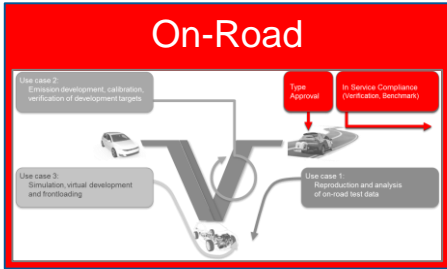 On-Road
Use case 2:
Emission development, calibration,
verification of development targets
Type
Approval
In Service Compliance
(Verification, Benchmark)
Use case 3:
Simulation, virtual development
and frontloading
Use case 1:
Reproduction and analysis
of on-road test data